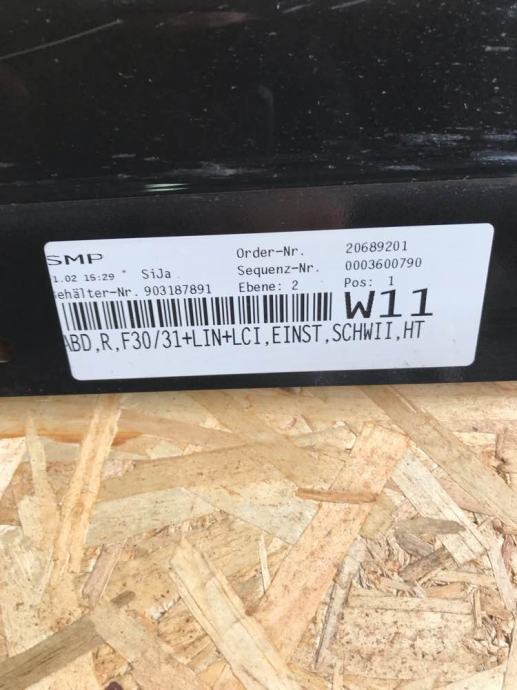 SMP
1.02 15:29 * SiJa
Order-Nr. 20689201
Sequenz-Nr. 0003600790
ehälter-Nr. 903187891 Ebene: 2 Pos: 1
W11
ABD,R,F30/31+LIN+LCI,EINST,SCHWII,HT